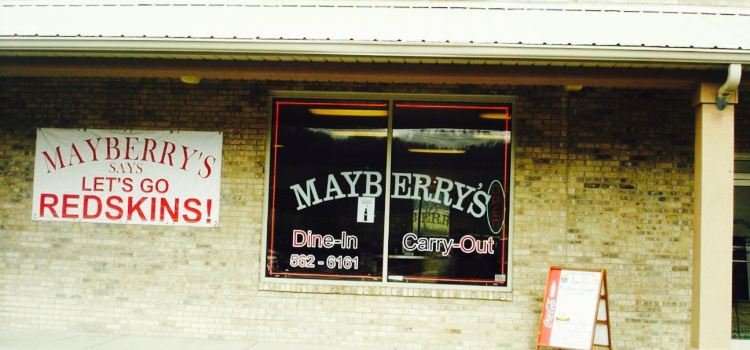 MAYBERRY'S
SAYS
LET'S GO
REDSKINS!
MAYBERRY'S
Dine-In
Carry-Out
562 - 6161